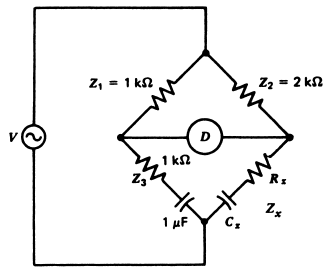 Z₁ = 1 kΩ
Z₂ = 2 kΩ
V
D
1 kΩ
Z₃
Rₓ
1 μF
Cₓ
Zₓ